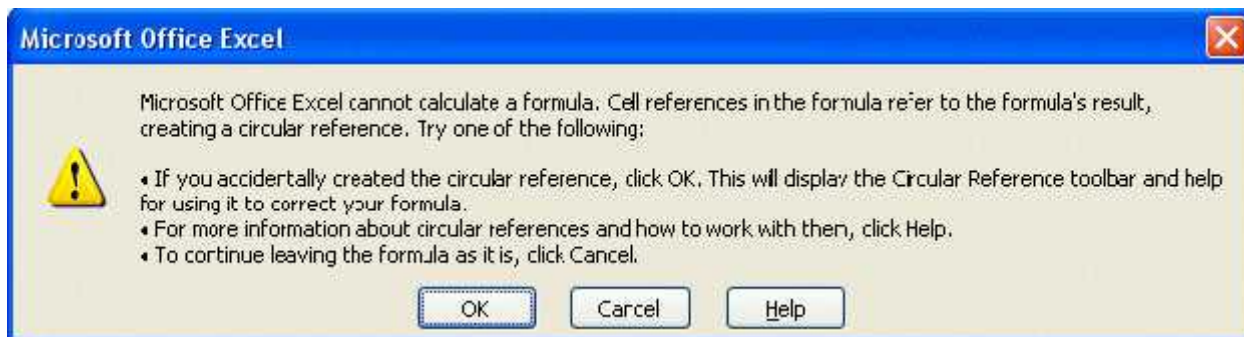 Microsoft Office Excel
Microsoft Office Excel cannot calculate a formula. Cell references in the formula refer to the formula's result,
creating a circular reference. Try one of the following:
• If you accidentally created the circular reference, click OK. This will display the Circular Reference toolbar and help
for using it to correct your formula.
• For more information about circular references and how to work with them, click Help.
• To continue leaving the formula as it is, click Cancel.
OK Cancel Help